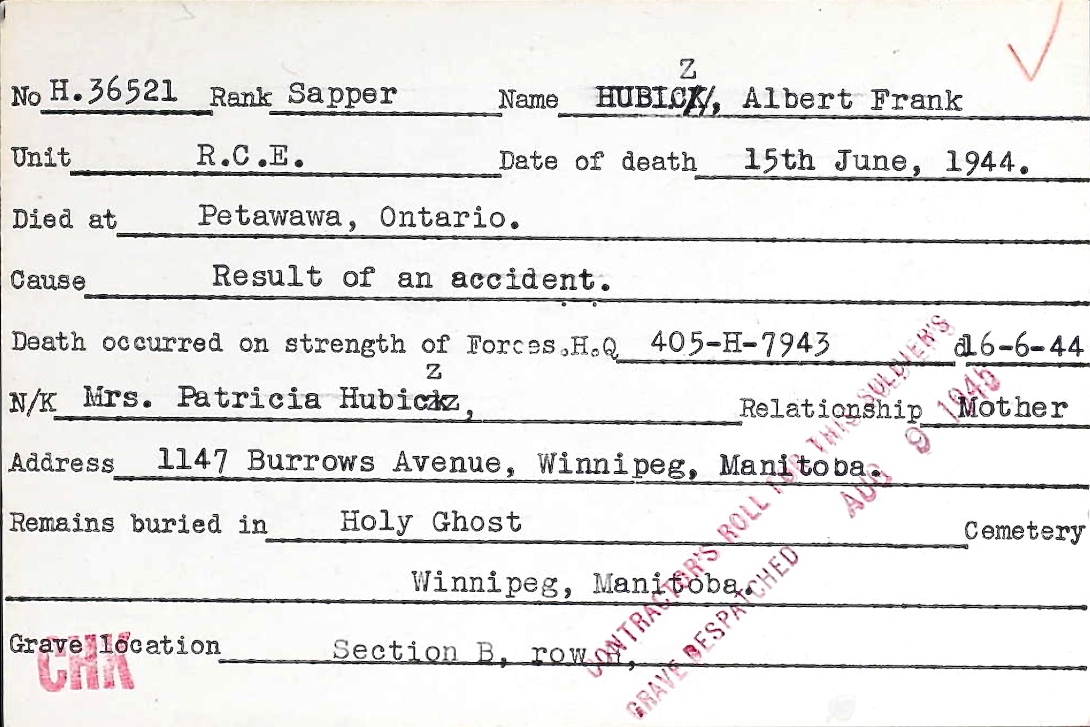 Z
No H.36521 Rank Sapper Name HUBICK, Albert Frank
Unit R.C.E. Date of death 15th June, 1944.
Died at Petawawa, Ontario.
Cause Result of an accident.
Death occurred on strength of Forces.H.Q 405-H-7943 d16-6-44
Z
N/K Mrs. Patricia Hubickz, Relationship Mother
Address 1147 Burrows Avenue, Winnipeg, Manitoba.
Remains buried in Holy Ghost Cemetery
Winnipeg, Manitoba.
Grave location Section B, row
CHK
CONTRACTOR'S ROLL FOR THIS SOLDIER'S
GRAVE DESPATCHED AUG 9 1945